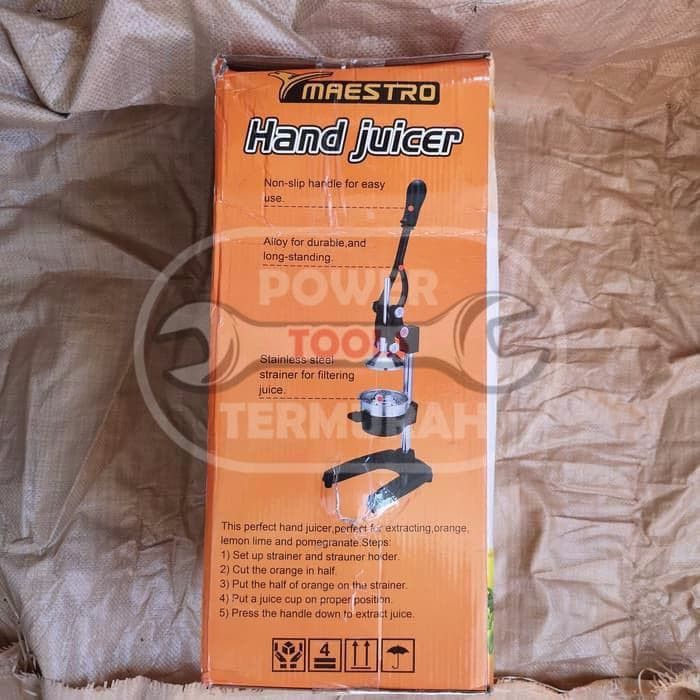 MAESTRO
Hand juicer
Non-slip handle for easy
use.
Alloy for durable,and
long-standing.
POWER
TOOLS
Stainless steel
strainer for filtering
juice.
TERMURAH
This perfect hand juicer,perfect for extracting,orange,
lemon lime and pomegranate.Steps:
1) Set up strainer and strauner holder.
2) Cut the orange in half.
3) Put the half of orange on the strainer.
4) Put a juice cup on proper position.
5) Press the handle down to extract juice.
4